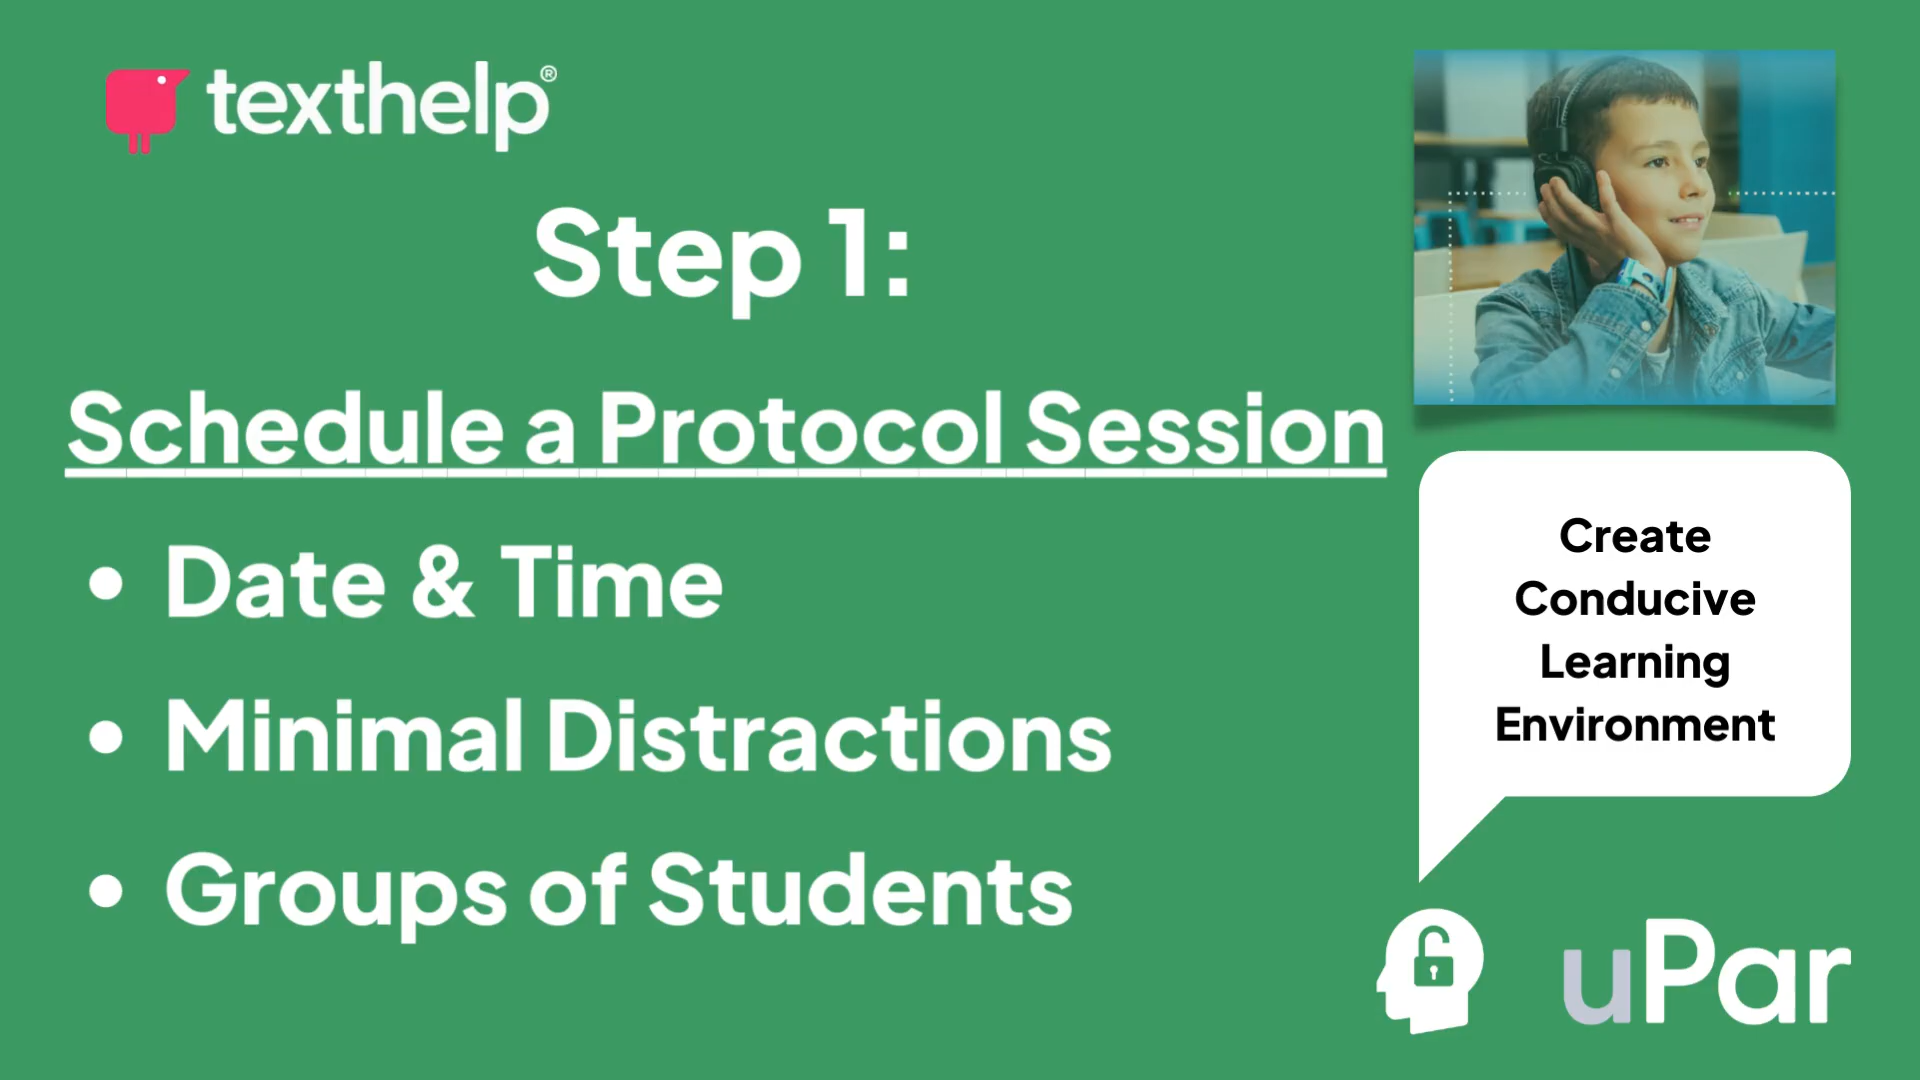 texthelp®
Step 1:
Schedule a Protocol Session
• Date & Time
• Minimal Distractions
• Groups of Students
Create
Conducive
Learning
Environment
uPar